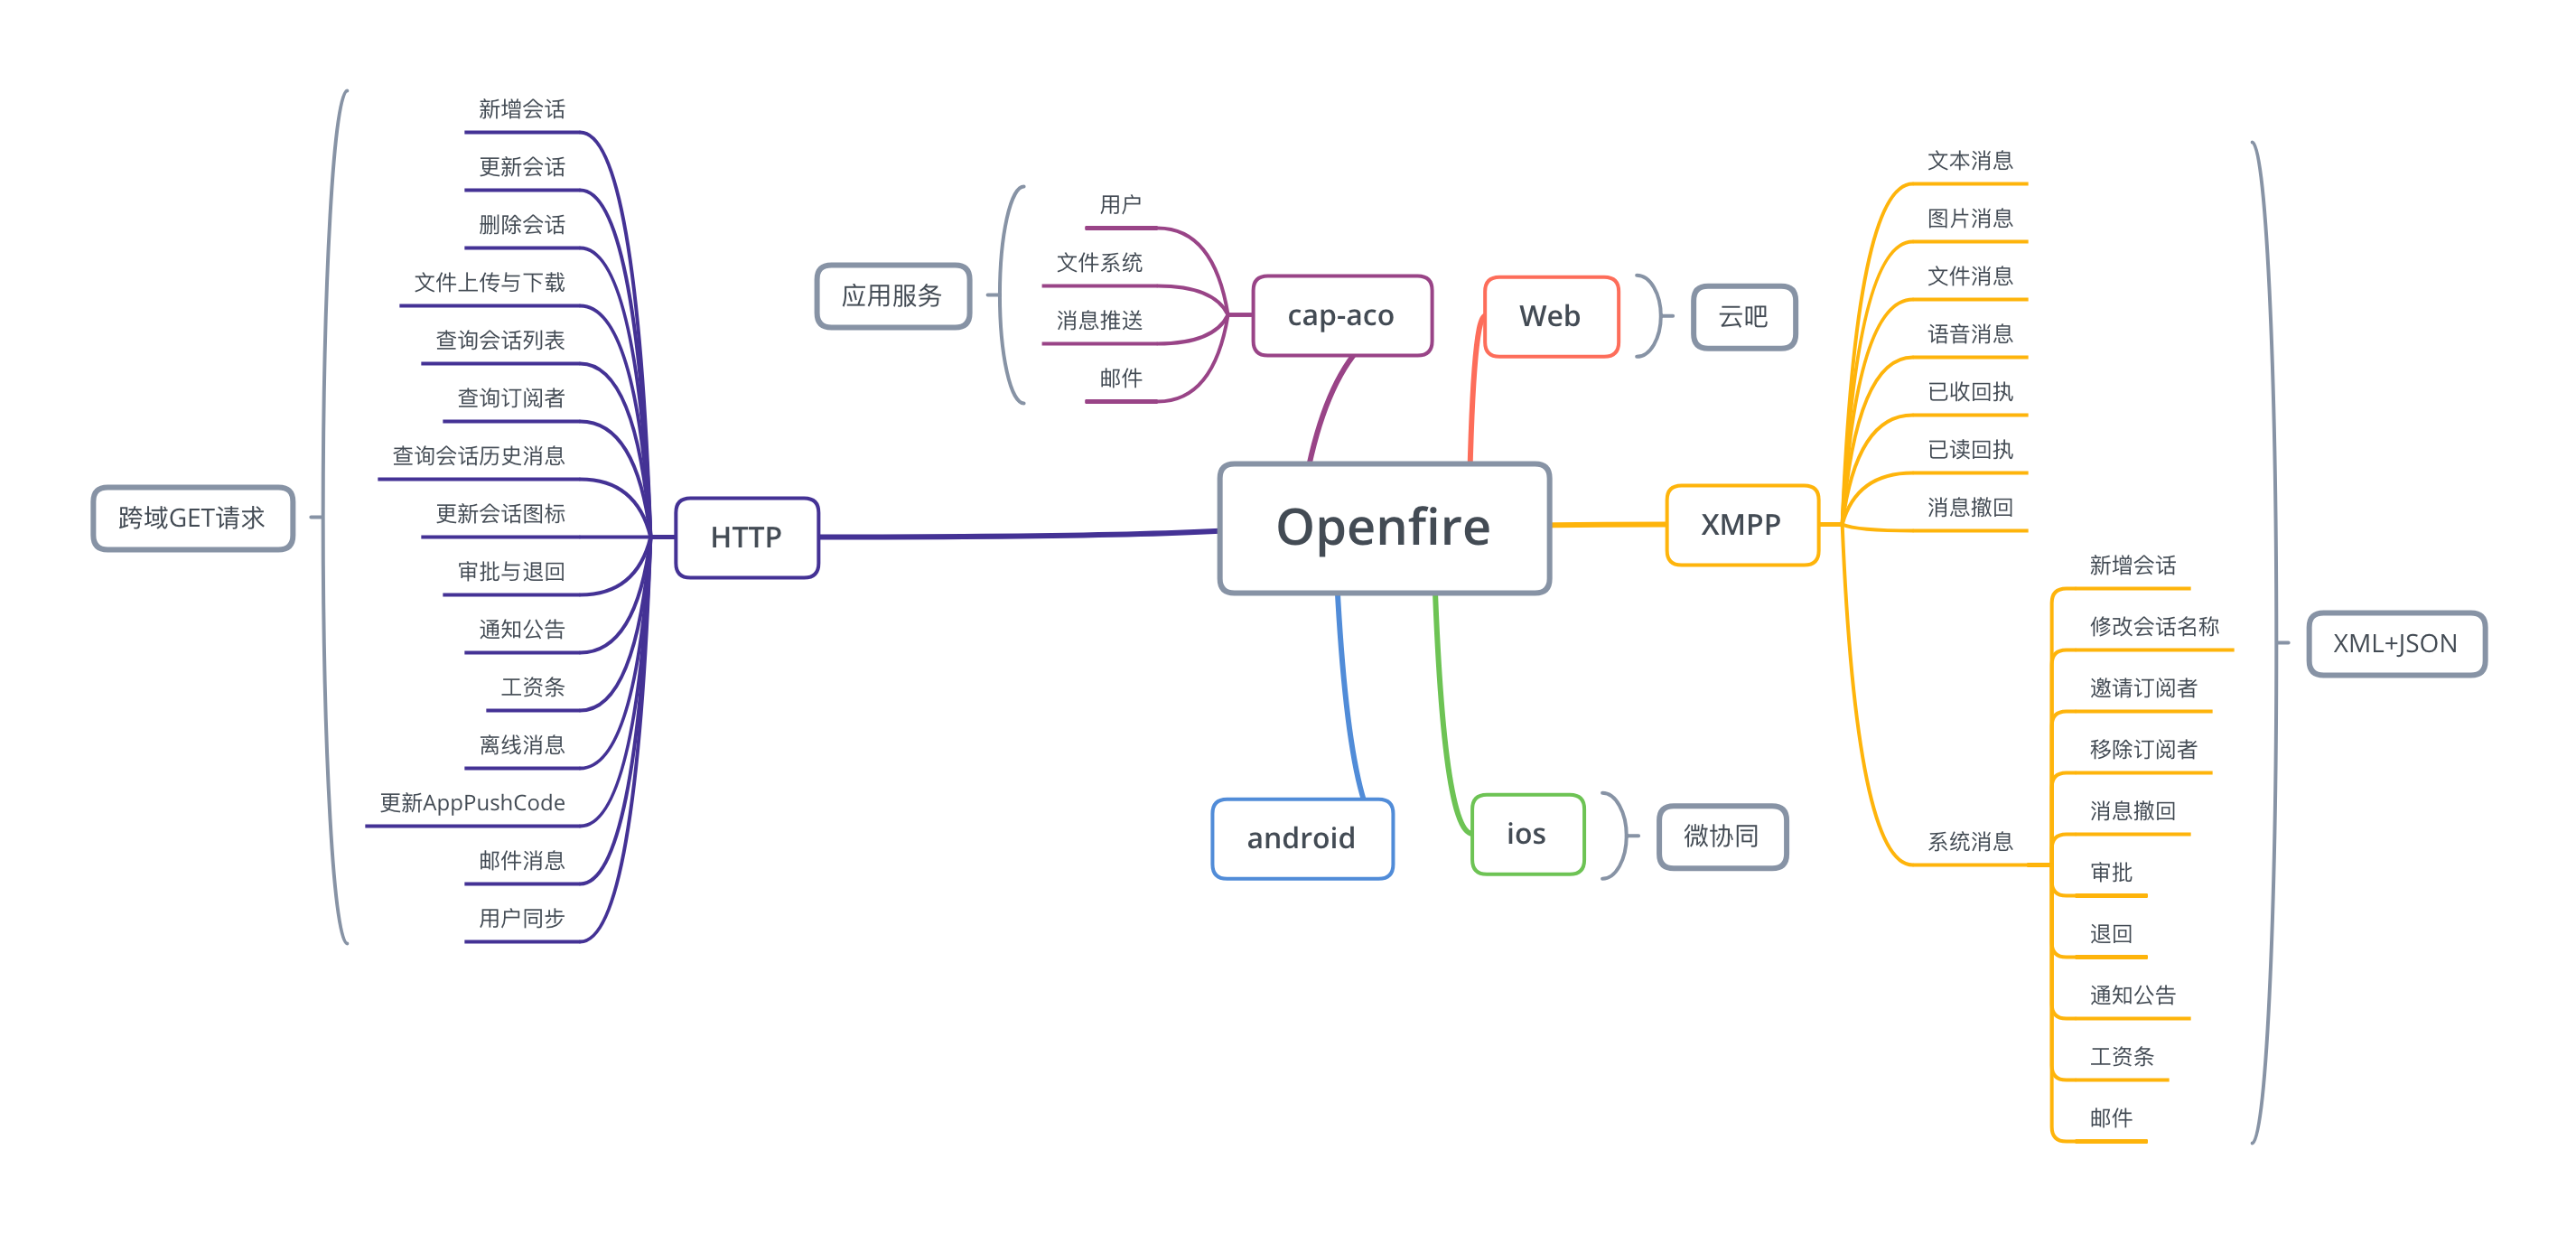 Openfire
Web
云吧
XMPP
文本消息
图片消息
文件消息
语音消息
已收回执
已读回执
消息撤回
系统消息
新增会话
修改会话名称
邀请订阅者
移除订阅者
消息撤回
审批
退回
通知公告
工资条
邮件
XML+JSON
ios
微协同
android
HTTP
新增会话
更新会话
删除会话
文件上传与下载
查询会话列表
查询订阅者
查询会话历史消息
更新会话图标
审批与退回
通知公告
工资条
离线消息
更新AppPushCode
邮件消息
用户同步
跨域GET请求
cap-aco
用户
文件系统
消息推送
邮件
应用服务